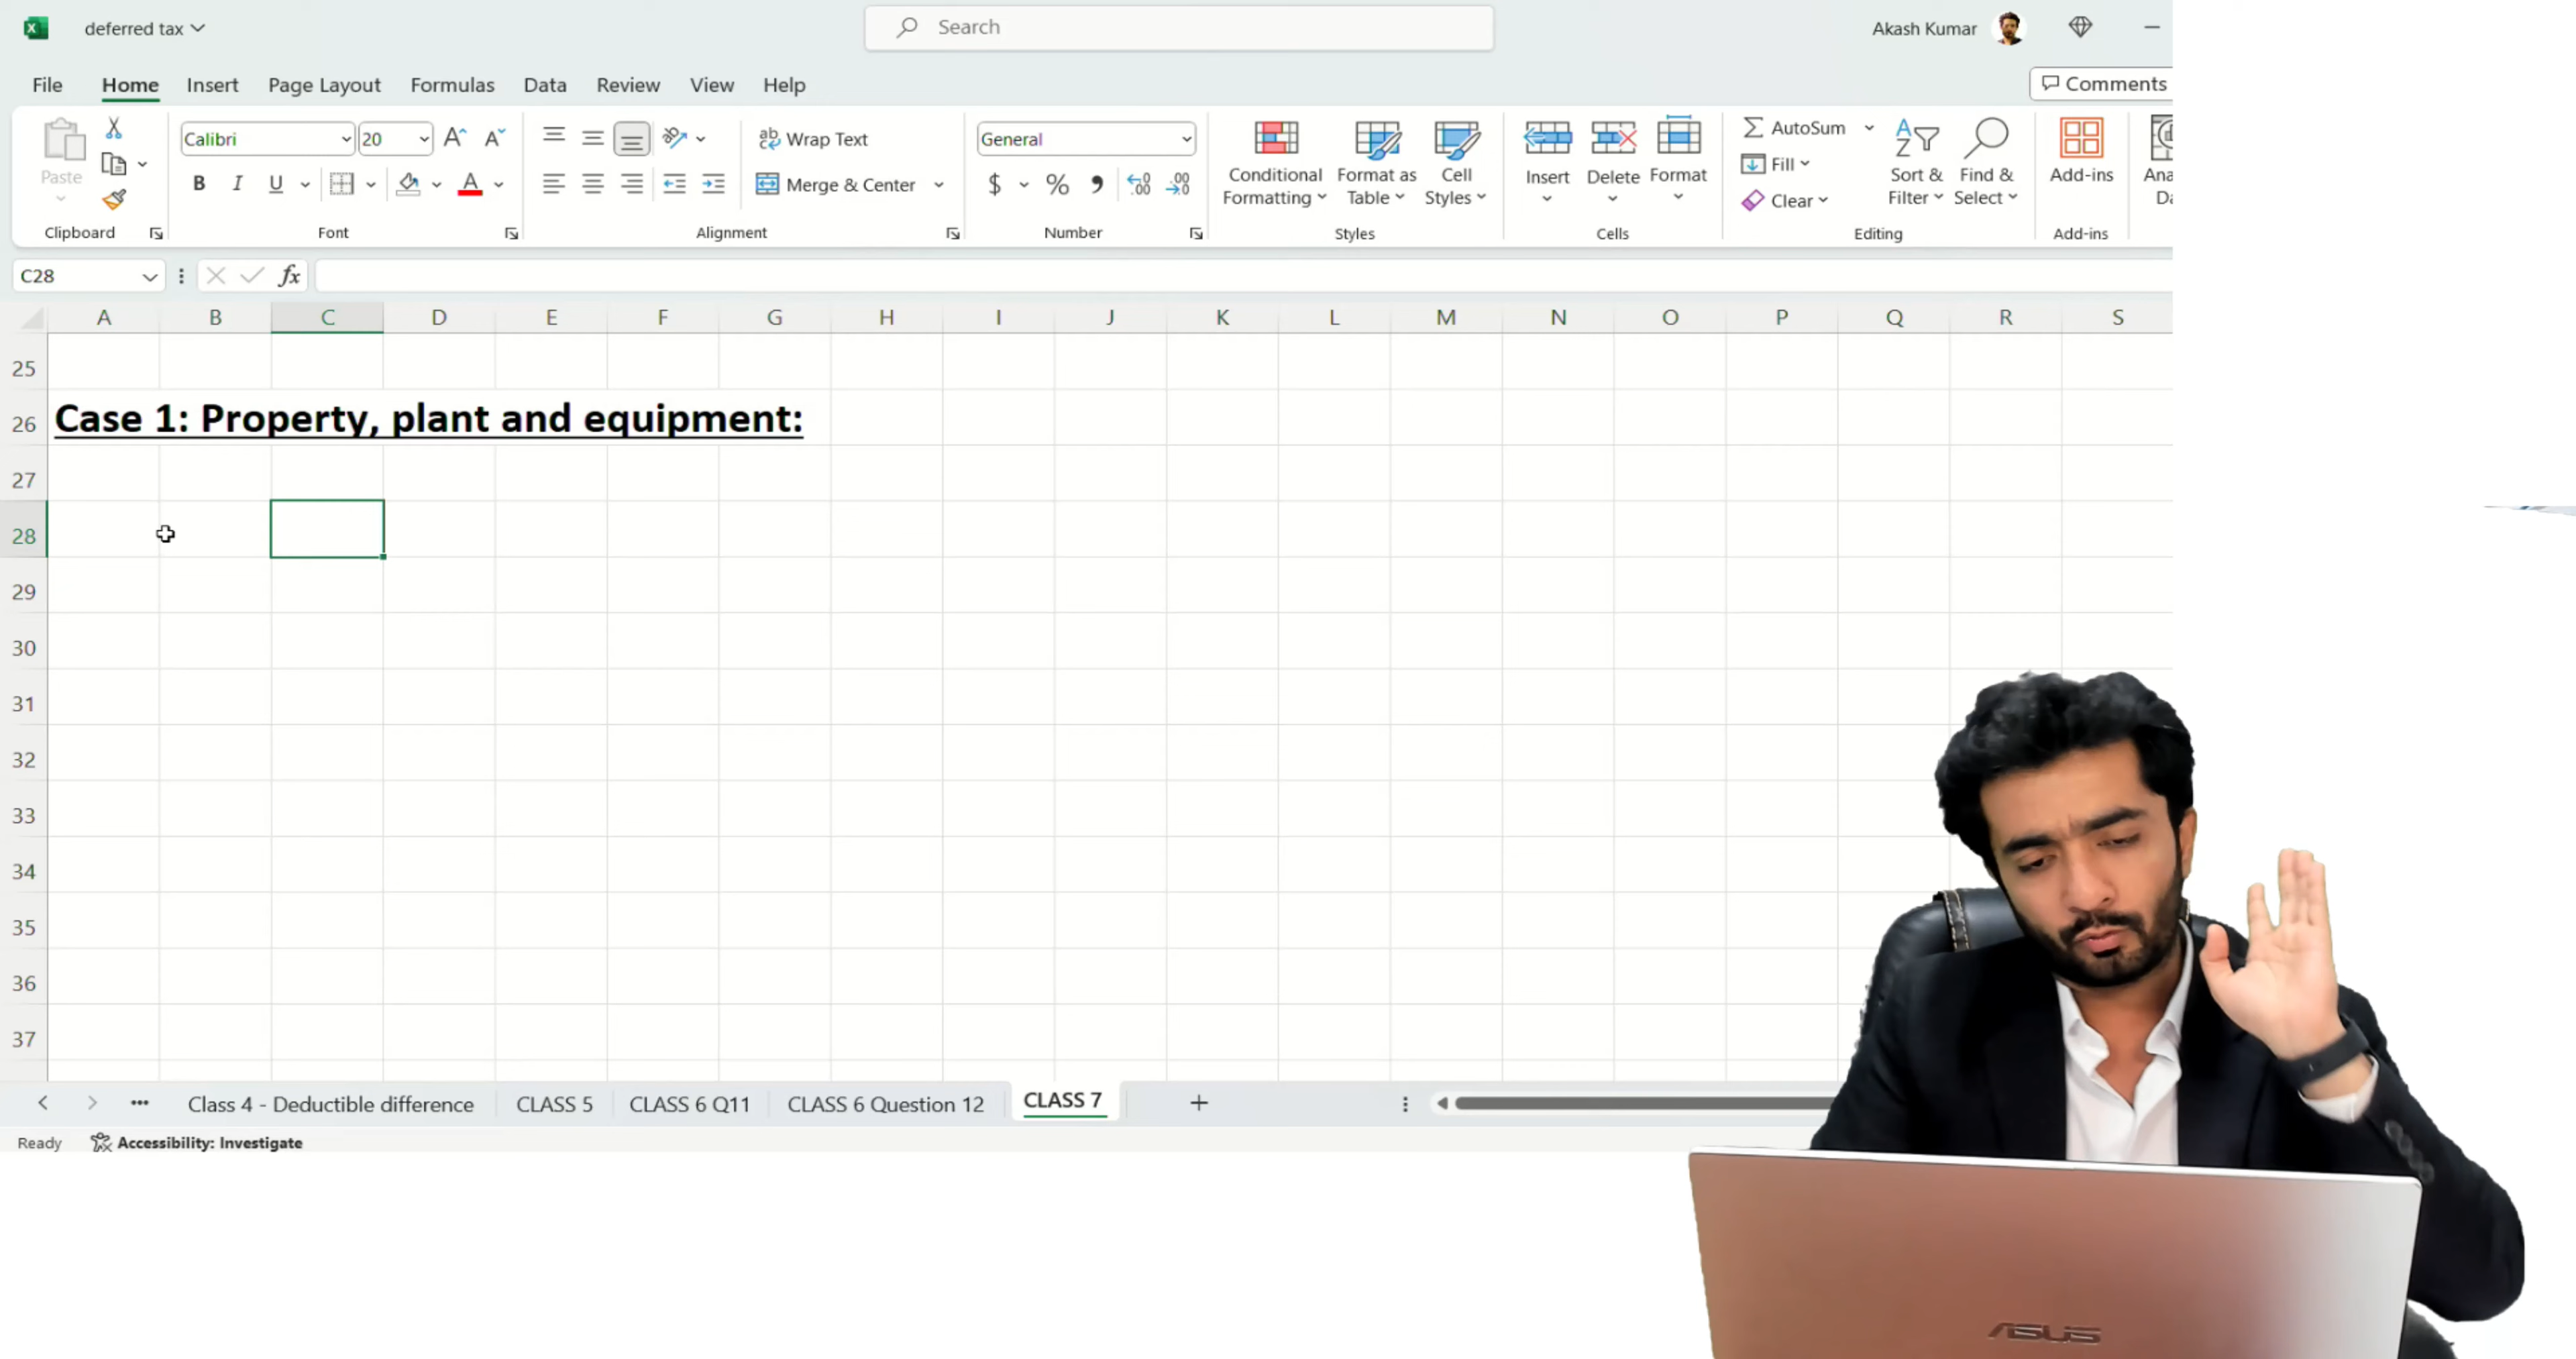 deferred tax
Search
Akash Kumar
File Home Insert Page Layout Formulas Data Review View Help
Comments
Paste
Clipboard
Calibri 20
B I U
Font
Wrap Text
Merge & Center
Alignment
General
$ % ,
Number
Conditional Formatting
Format as Table
Cell Styles
Styles
Insert Delete Format
Cells
AutoSum
Fill
Clear
Sort & Filter
Find & Select
Editing
Add-ins
Add-ins
Ana
Da
C28
fx
A B C D E F G H I J K L M N O P Q R S
25
26 Case 1: Property, plant and equipment:
27
28
29
30
31
32
33
34
35
36
37
Class 4 - Deductible difference CLASS 5 CLASS 6 Q11 CLASS 6 Question 12 CLASS 7
Ready Accessibility: Investigate
ASUS